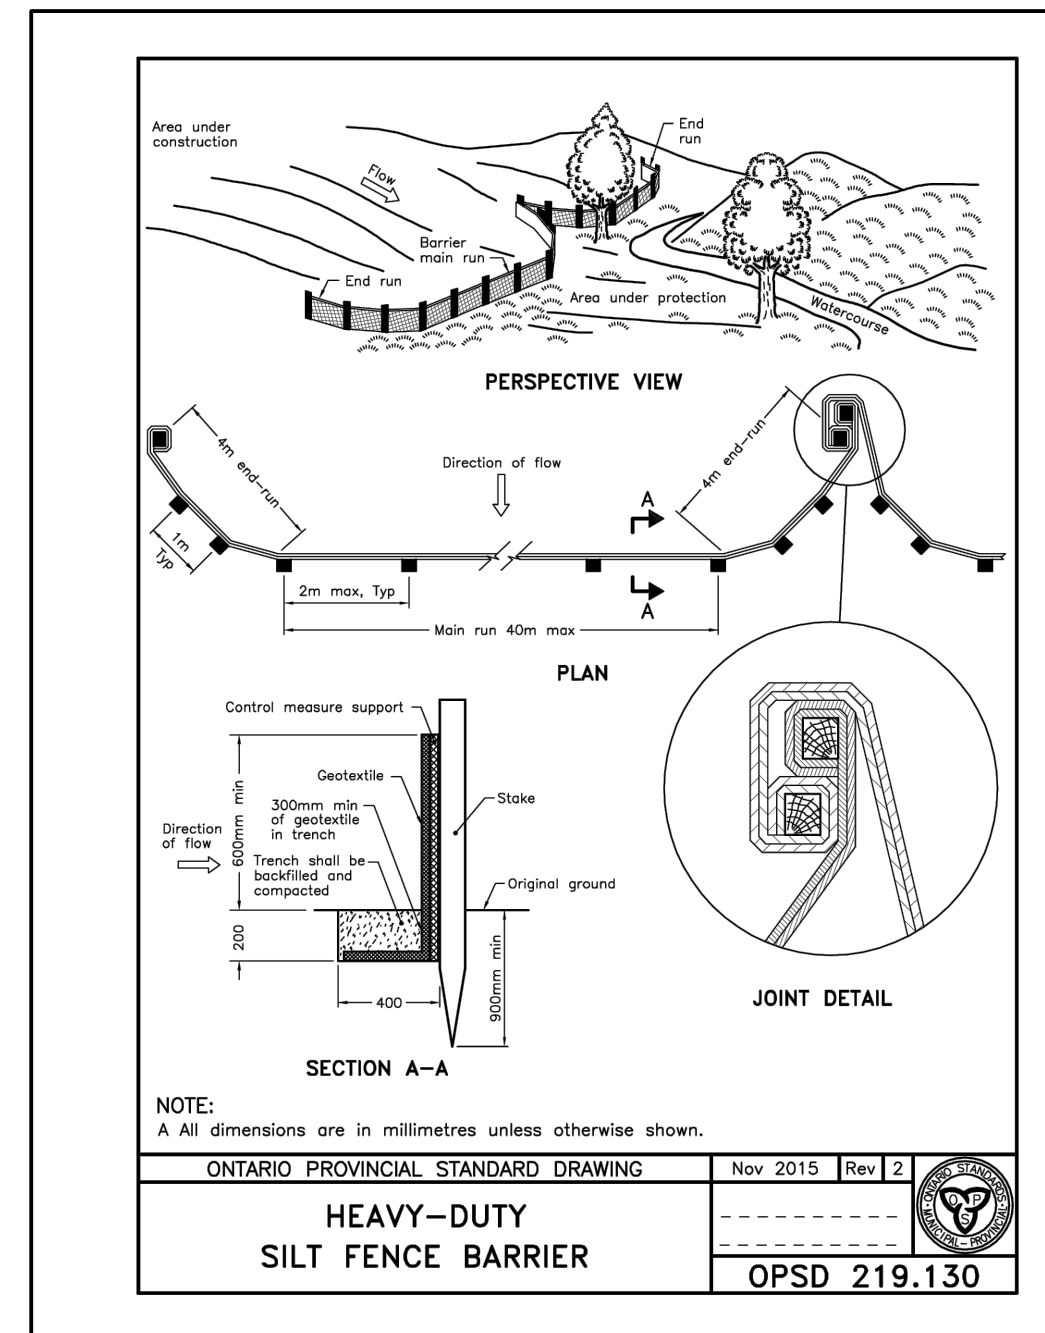 Area under
construction
Flow
End
run
Barrier
main run
End run
Area under protection
Watercourse
PERSPECTIVE VIEW
4m end-run
Direction of flow
4m end-run
A
1m
Typ
2m max, Typ
A
Main run 40m max
PLAN
Control measure support
Geotextile
600mm min
300mm min
of geotextile
in trench
Stake
Direction
of flow
Trench shall be
backfilled and
compacted
Original ground
200
900mm min
400
JOINT DETAIL
SECTION A-A
NOTE:
A All dimensions are in millimetres unless otherwise shown.
ONTARIO PROVINCIAL STANDARD DRAWING
Nov 2015
Rev
2
HEAVY-DUTY
SILT FENCE BARRIER
ONTARIO STANDARDS
MUNICIPAL-PROVINCIAL
O P
S
OPSD 219.130